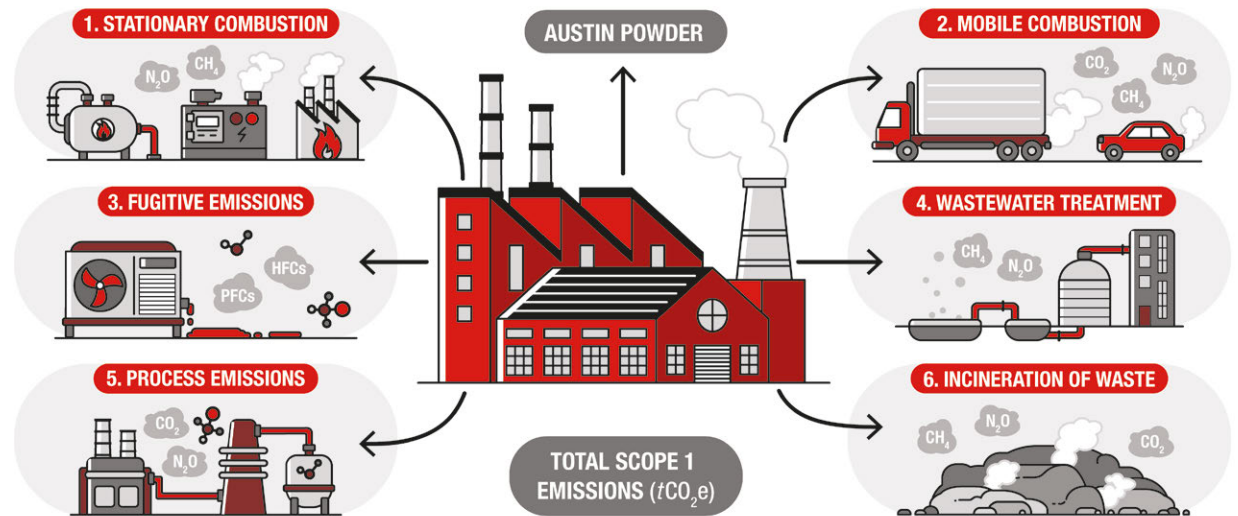 1. STATIONARY COMBUSTION
N₂O
CH₄
AUSTIN POWDER
2. MOBILE COMBUSTION
CO₂
N₂O
CH₄
3. FUGITIVE EMISSIONS
HFCs
PFCs
4. WASTEWATER TREATMENT
CH₄
N₂O
5. PROCESS EMISSIONS
CO₂
N₂O
6. INCINERATION OF WASTE
CH₄
N₂O
CO₂
TOTAL SCOPE 1
EMISSIONS (tCO₂e)